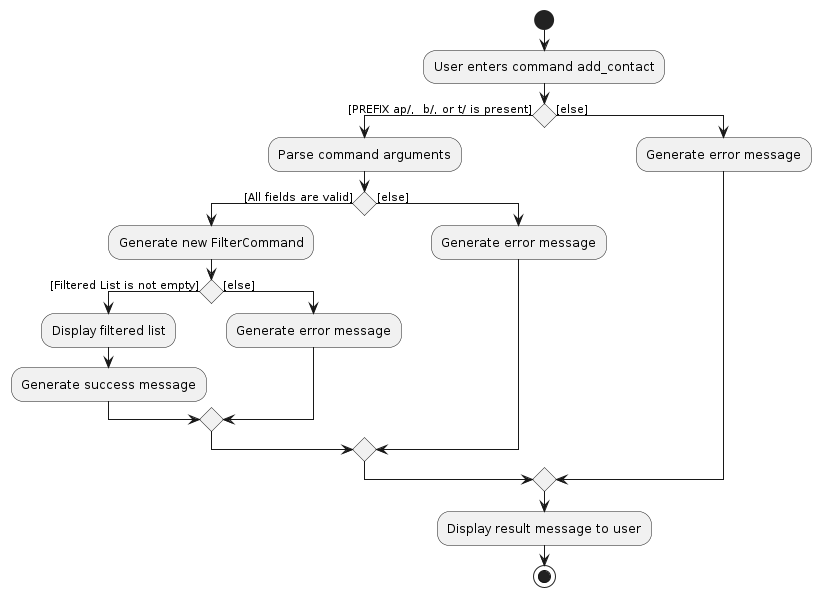 User enters command add_contact
[PREFIX ap/,  b/, or t/ is present]
[else]
Parse command arguments
Generate error message
[All fields are valid]
[else]
Generate new FilterCommand
Generate error message
[Filtered List is not empty]
[else]
Display filtered list
Generate error message
Generate success message
Display result message to user